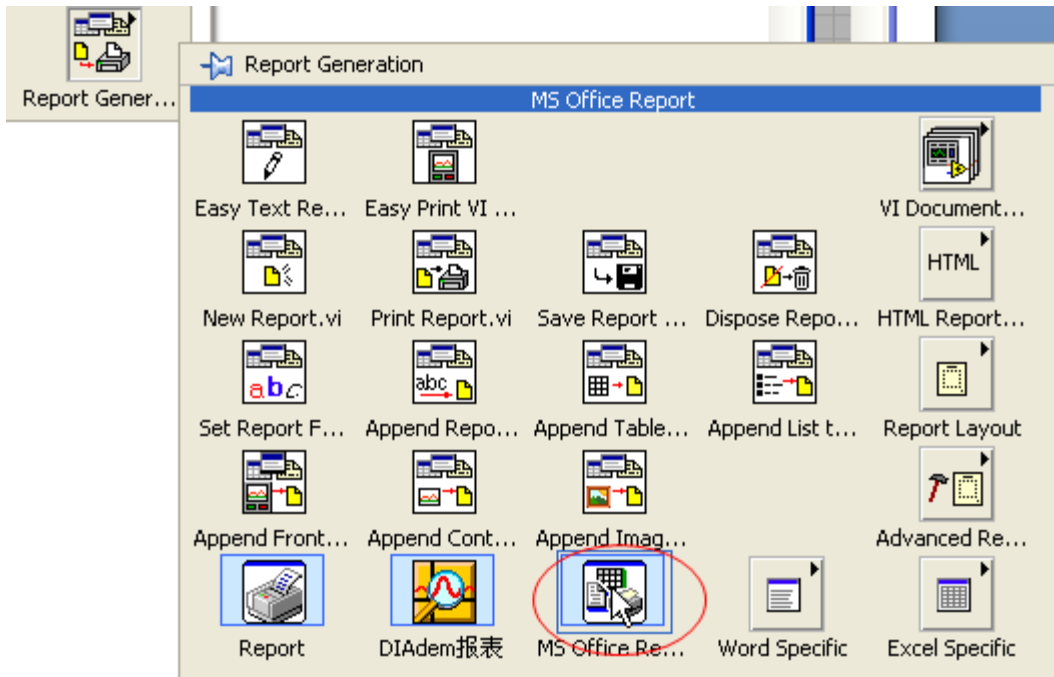 Report Gener...
Report Generation
MS Office Report
Easy Text Re... Easy Print VI ... VI Document...
HTML
New Report.vi Print Report.vi Save Report ... Dispose Repo... HTML Report...
abc abc
Set Report F... Append Repo... Append Table... Append List t... Report Layout
Append Front... Append Cont... Append Imag... Advanced Re...
Report DIAdem报表 MS Office Re... Word Specific Excel Specific